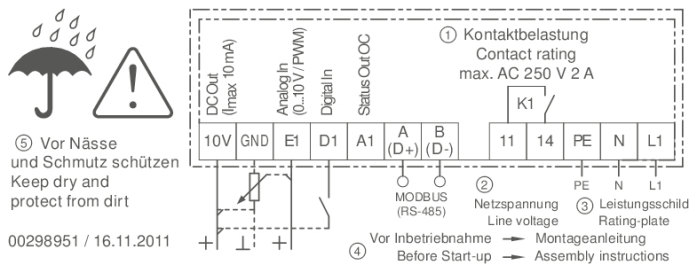 ① Kontaktbelastung
Contact rating
max. AC 250 V 2 A
DC Out
(Imax 10 mA)
Analog In
(0...10 V / PWM)
Digital In
Status Out OC
K1
10V GND E1 D1 A1 A (D+) B (D-) 11 14 PE N L1
⑤ Vor Nässe
und Schmutz schützen
Keep dry and
protect from dirt
MODBUS
(RS-485)
②
Netzspannung
Line voltage
PE N L1
③ Leistungsschild
Rating-plate
④ Vor Inbetriebnahme → Montageanleitung
Before Start-up → Assembly instructions
00298951 / 16.11.2011
+ ⊥ +